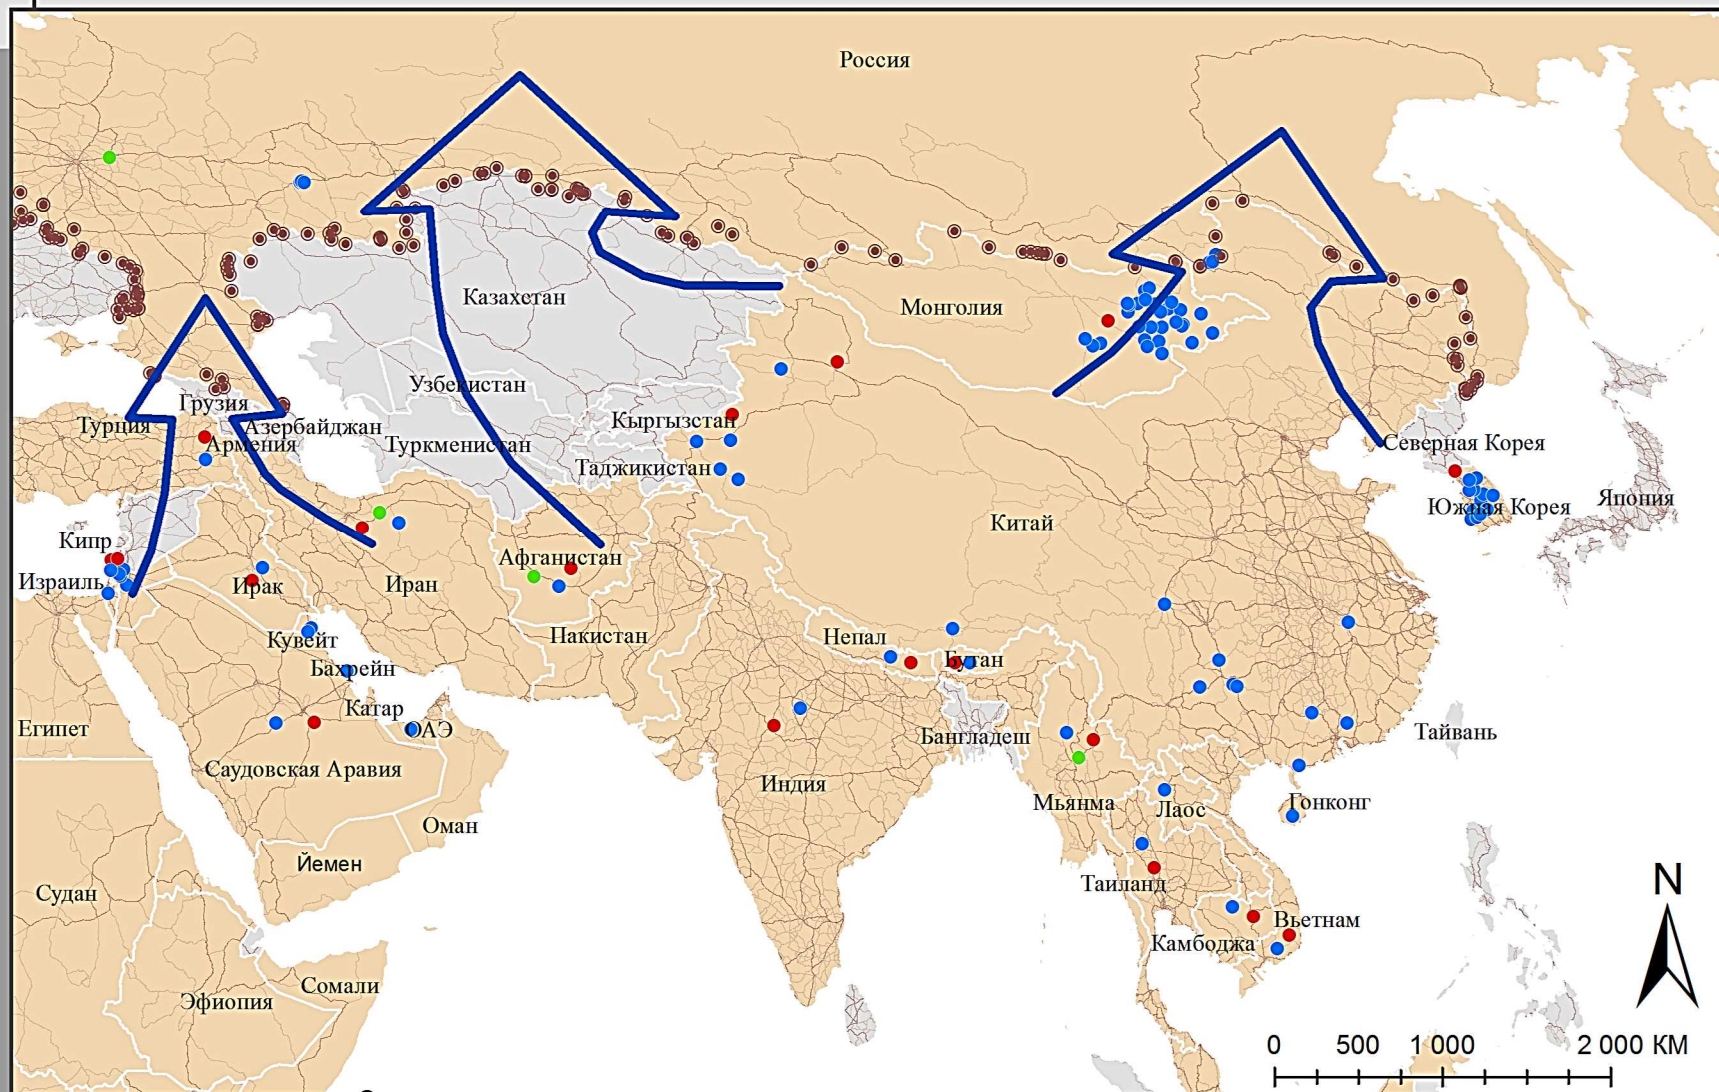 Россия
Казахстан
Монголия
Узбекистан
Грузия
Турция
Азербайджан
Армения
Туркменистан
Кыргызстан
Таджикистан
Северная Корея
Южная Корея
Япония
Китай
Кипр
Афганистан
Израиль
Ирак
Иран
Кувейт
Пакистан
Непал
Бутан
Бахрейн
Катар
ОАЭ
Египет
Бангладеш
Тайвань
Саудовская Аравия
Индия
Мьянма
Лаос
Гонконг
Оман
Йемен
Судан
Таиланд
Вьетнам
Камбоджа
Сомали
Эфиопия
N
0 500 1 000 2 000 КМ